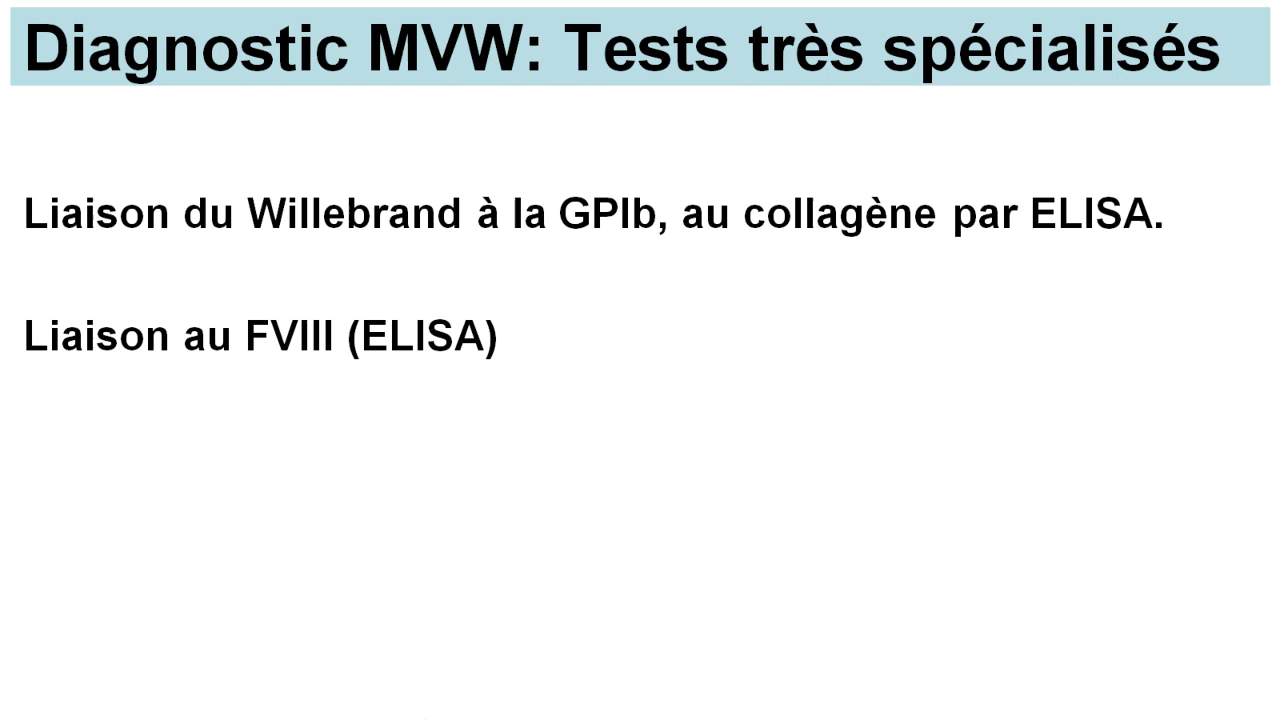 Diagnostic MVW: Tests très spécialisés
Liaison du Willebrand à la GPIb, au collagène par ELISA.
Liaison au FVIII (ELISA)